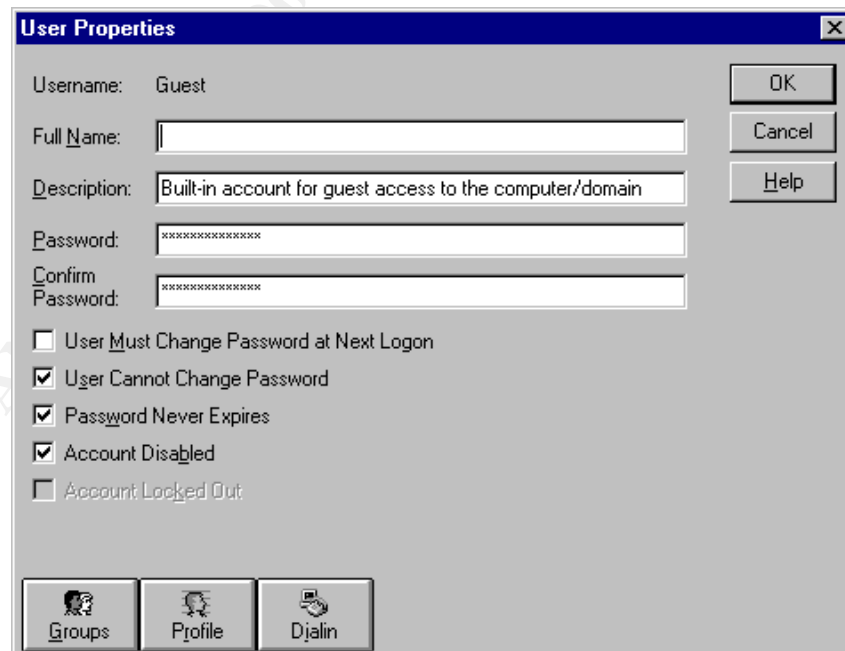 User Properties
Username: Guest
OK
Full Name:
Cancel
Description: Built-in account for guest access to the computer/domain
Help
Password: **************
Confirm
Password: **************
User Must Change Password at Next Logon
User Cannot Change Password
Password Never Expires
Account Disabled
Account Locked Out
Groups
Profile
Dialin